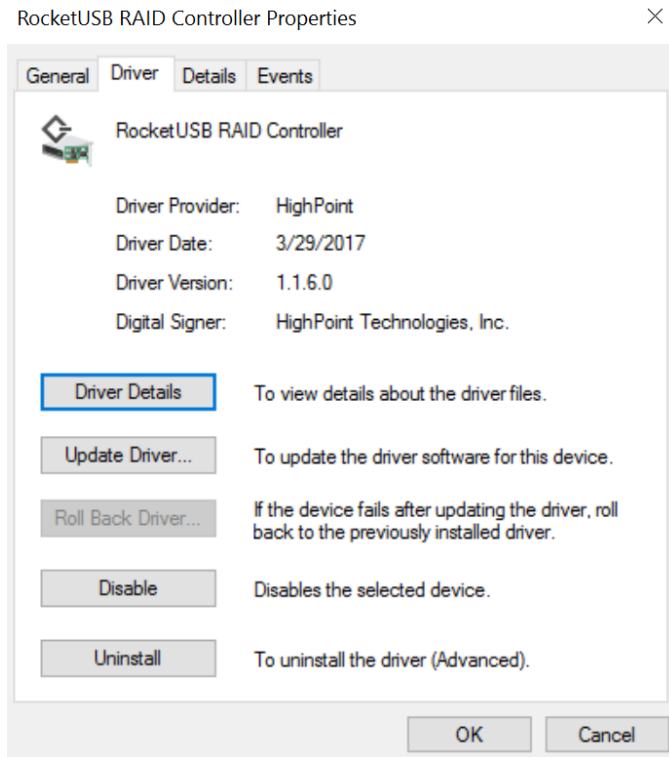 RocketUSB RAID Controller Properties
General Driver Details Events
RocketUSB RAID Controller
Driver Provider: HighPoint
Driver Date: 3/29/2017
Driver Version: 1.1.6.0
Digital Signer: HighPoint Technologies, Inc.
Driver Details To view details about the driver files.
Update Driver... To update the driver software for this device.
Roll Back Driver... If the device fails after updating the driver, roll
back to the previously installed driver.
Disable Disables the selected device.
Uninstall To uninstall the driver (Advanced).
OK Cancel